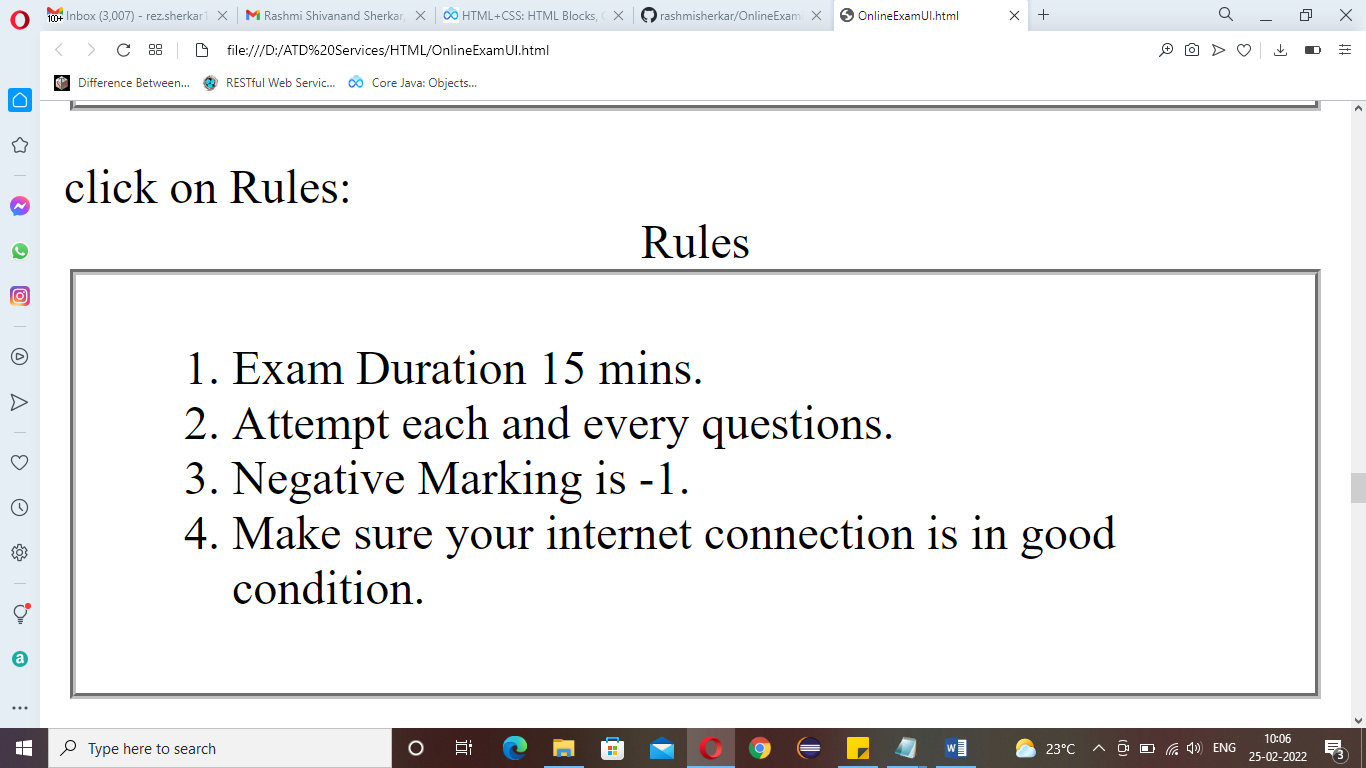 100+ Inbox (3,007) - rez.sherkar1
Rashmi Shivanand Sherkar
HTML+CSS: HTML Blocks,
rashmisherkar/OnlineExam
OnlineExamUI.html
file:///D:/ATD%20Services/HTML/OnlineExamUI.html
Difference Between...
RESTful Web Servic...
Core Java: Objects...
click on Rules:
Rules
1. Exam Duration 15 mins.
2. Attempt each and every questions.
3. Negative Marking is -1.
4. Make sure your internet connection is in good
condition.
Type here to search
23°C
ENG
10:06
25-02-2022
3